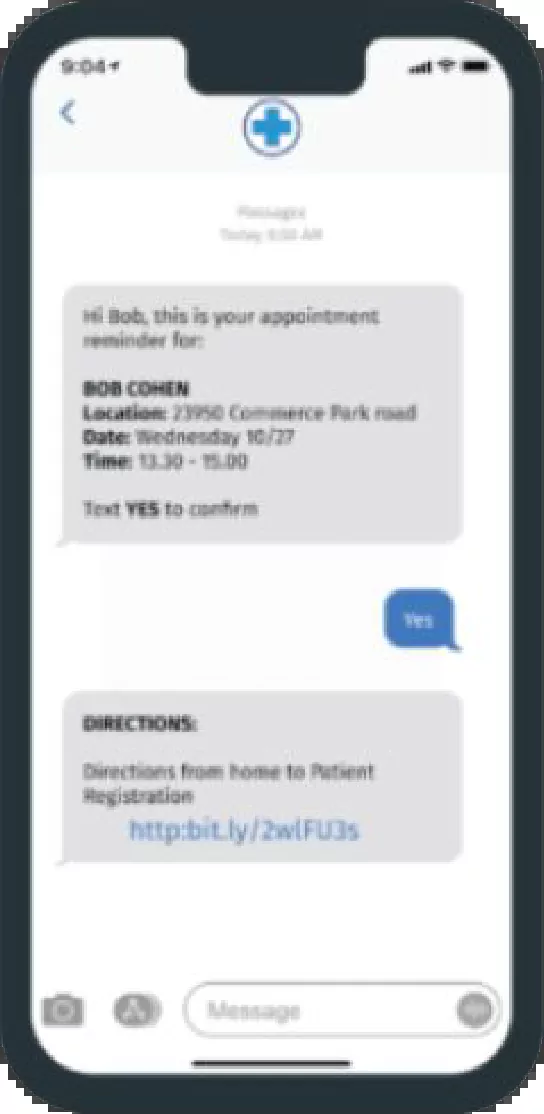 9:04
Messages
Today 9:00 AM
Hi Bob, this is your appointment
reminder for:
BOB COHEN
Location: 23950 Commerce Park road
Date: Wednesday 10/27
Time: 13.30 - 15.00
Text YES to confirm
Yes
DIRECTIONS:
Directions from home to Patient
Registration
http:bit.ly/2wlFU3s
Message